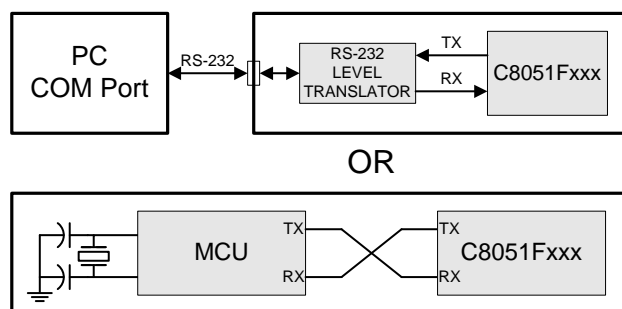 PC
COM Port
RS-232
RS-232
LEVEL
TRANSLATOR
TX
RX
C8051Fxxx
OR
MCU
TX
RX
TX
RX
C8051Fxxx